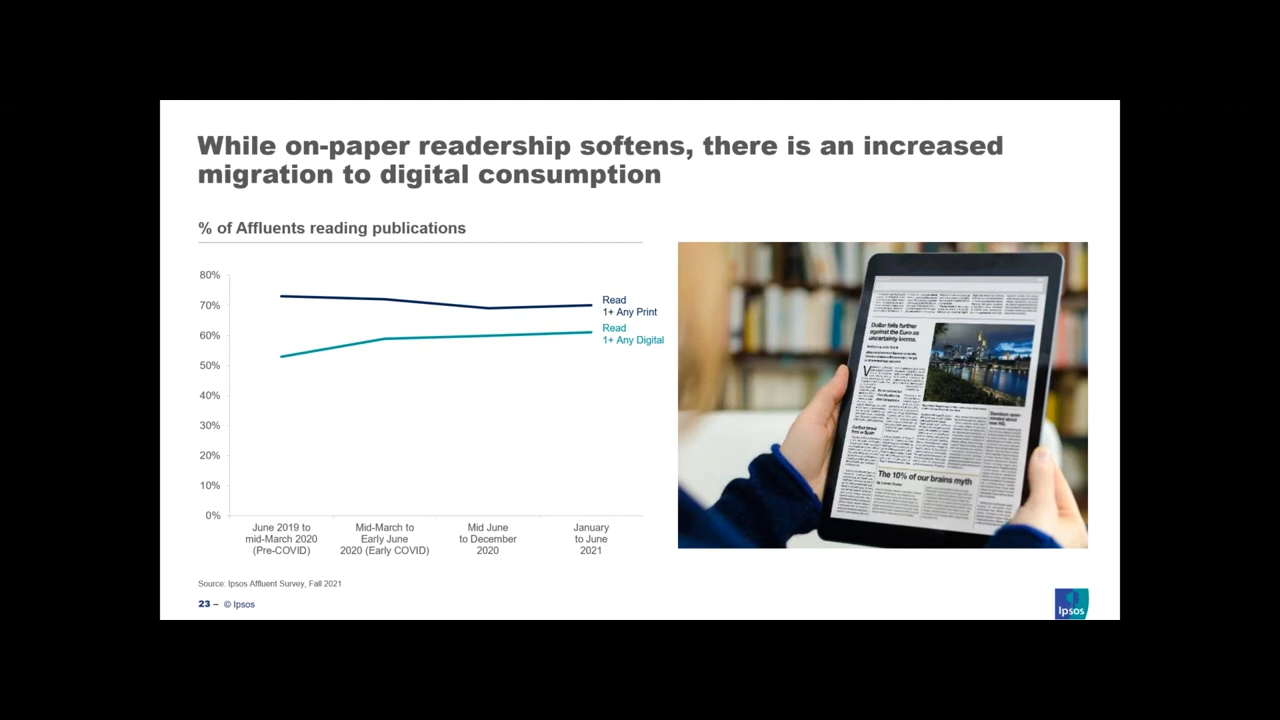 While on-paper readership softens, there is an increased
migration to digital consumption
% of Affluents reading publications
80%
70%
60%
50%
40%
30%
20%
10%
0%
Read
1+ Any Print
Read
1+ Any Digital
June 2019 to
mid-March 2020
(Pre-COVID)
Mid-March to
Early June
2020 (Early COVID)
Mid June
to December
2020
January
to June
2021
Dollar falls further
against the Euro as
uncertainty looms.
The 10% of our brains myth
Source: Ipsos Affluent Survey, Fall 2021
23 – © Ipsos
Ipsos